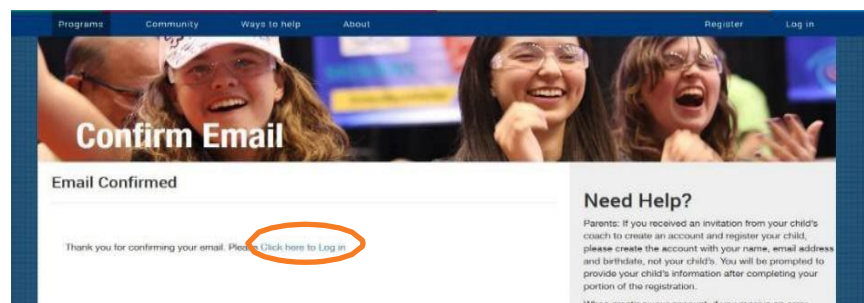 Programs Community Ways to help About Register Log in
Confirm Email
Email Confirmed
Thank you for confirming your email. Please Click here to Log in
Need Help?
Parents: If you received an invitation from your child's
coach to create an account and register your child,
please create the account with your name, email address
and birthdate, not your child's. You will be prompted to
provide your child's information after completing your
portion of the registration.